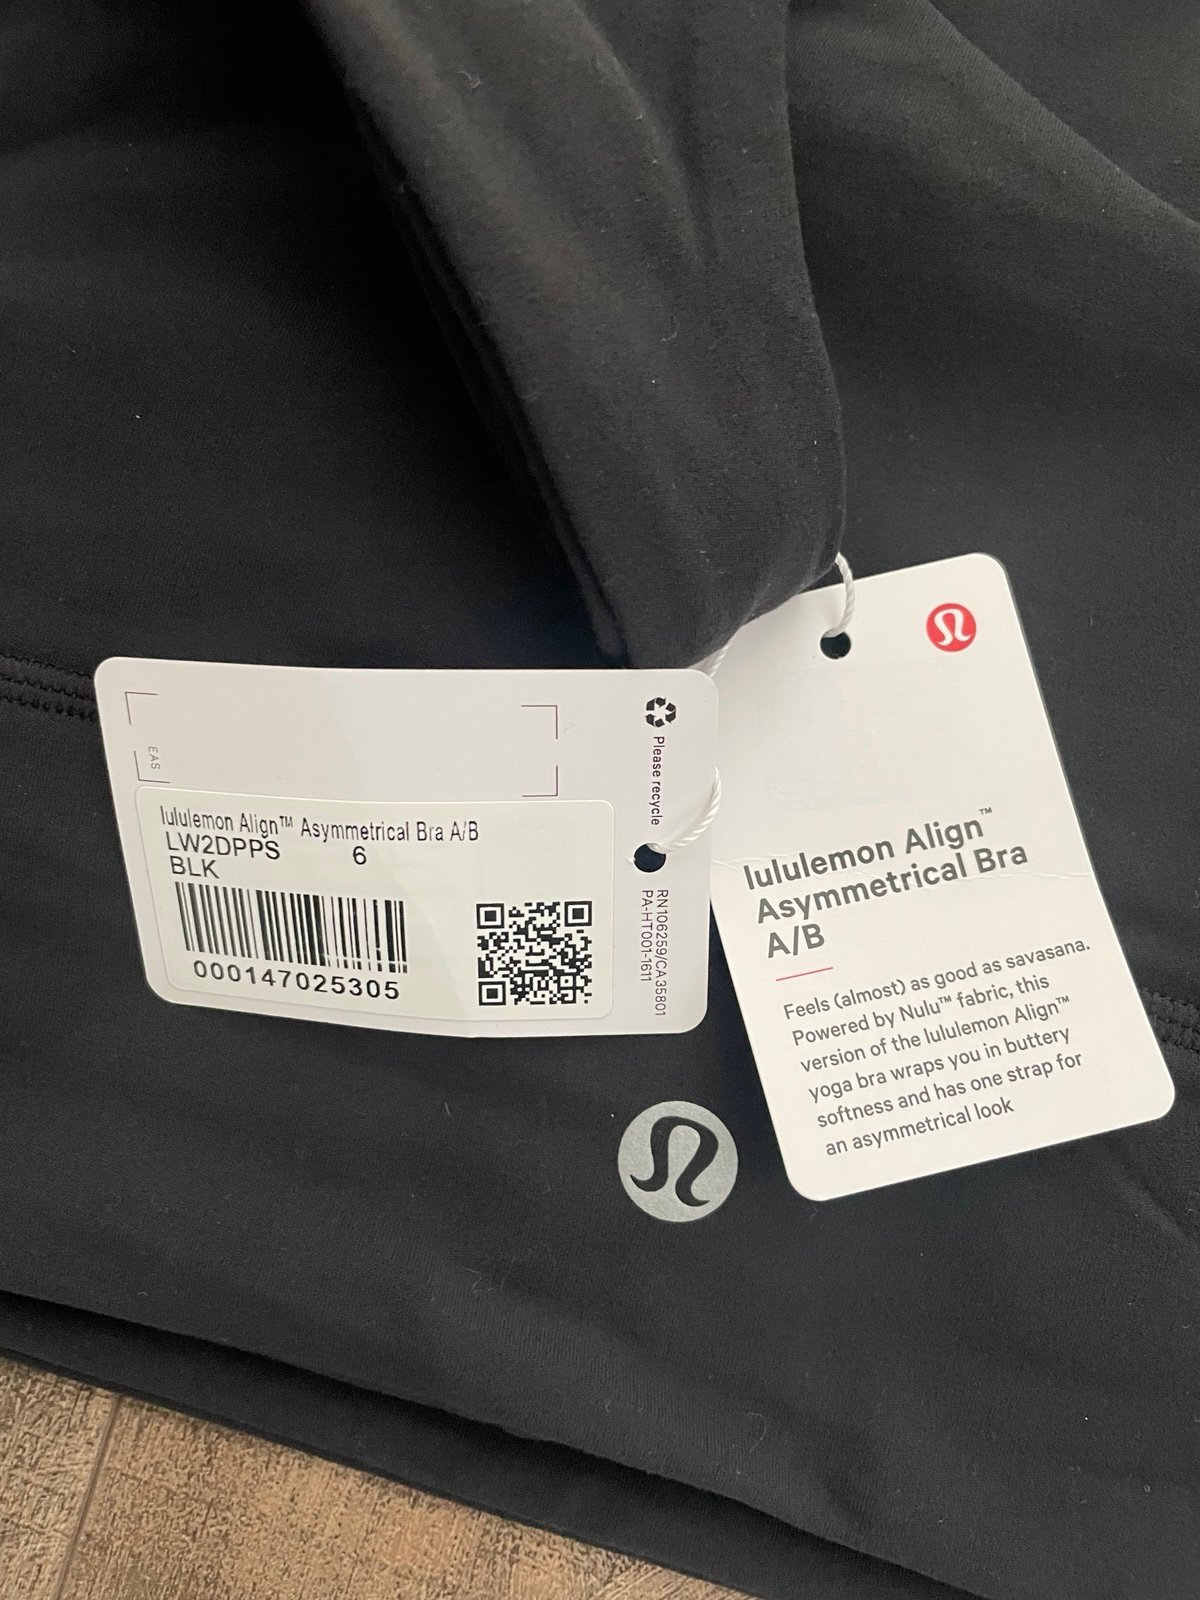 EAS
lululemon Align™ Asymmetrical Bra A/B
LW2DPPS 6
BLK
000147025305
Please recycle
RN106259/CA35801
PA-HT001-1611
lululemon Align™
Asymmetrical Bra
A/B
Feels (almost) as good as savasana.
Powered by Nulu™ fabric, this
version of the lululemon Align™
yoga bra wraps you in buttery
softness and has one strap for
an asymmetrical look